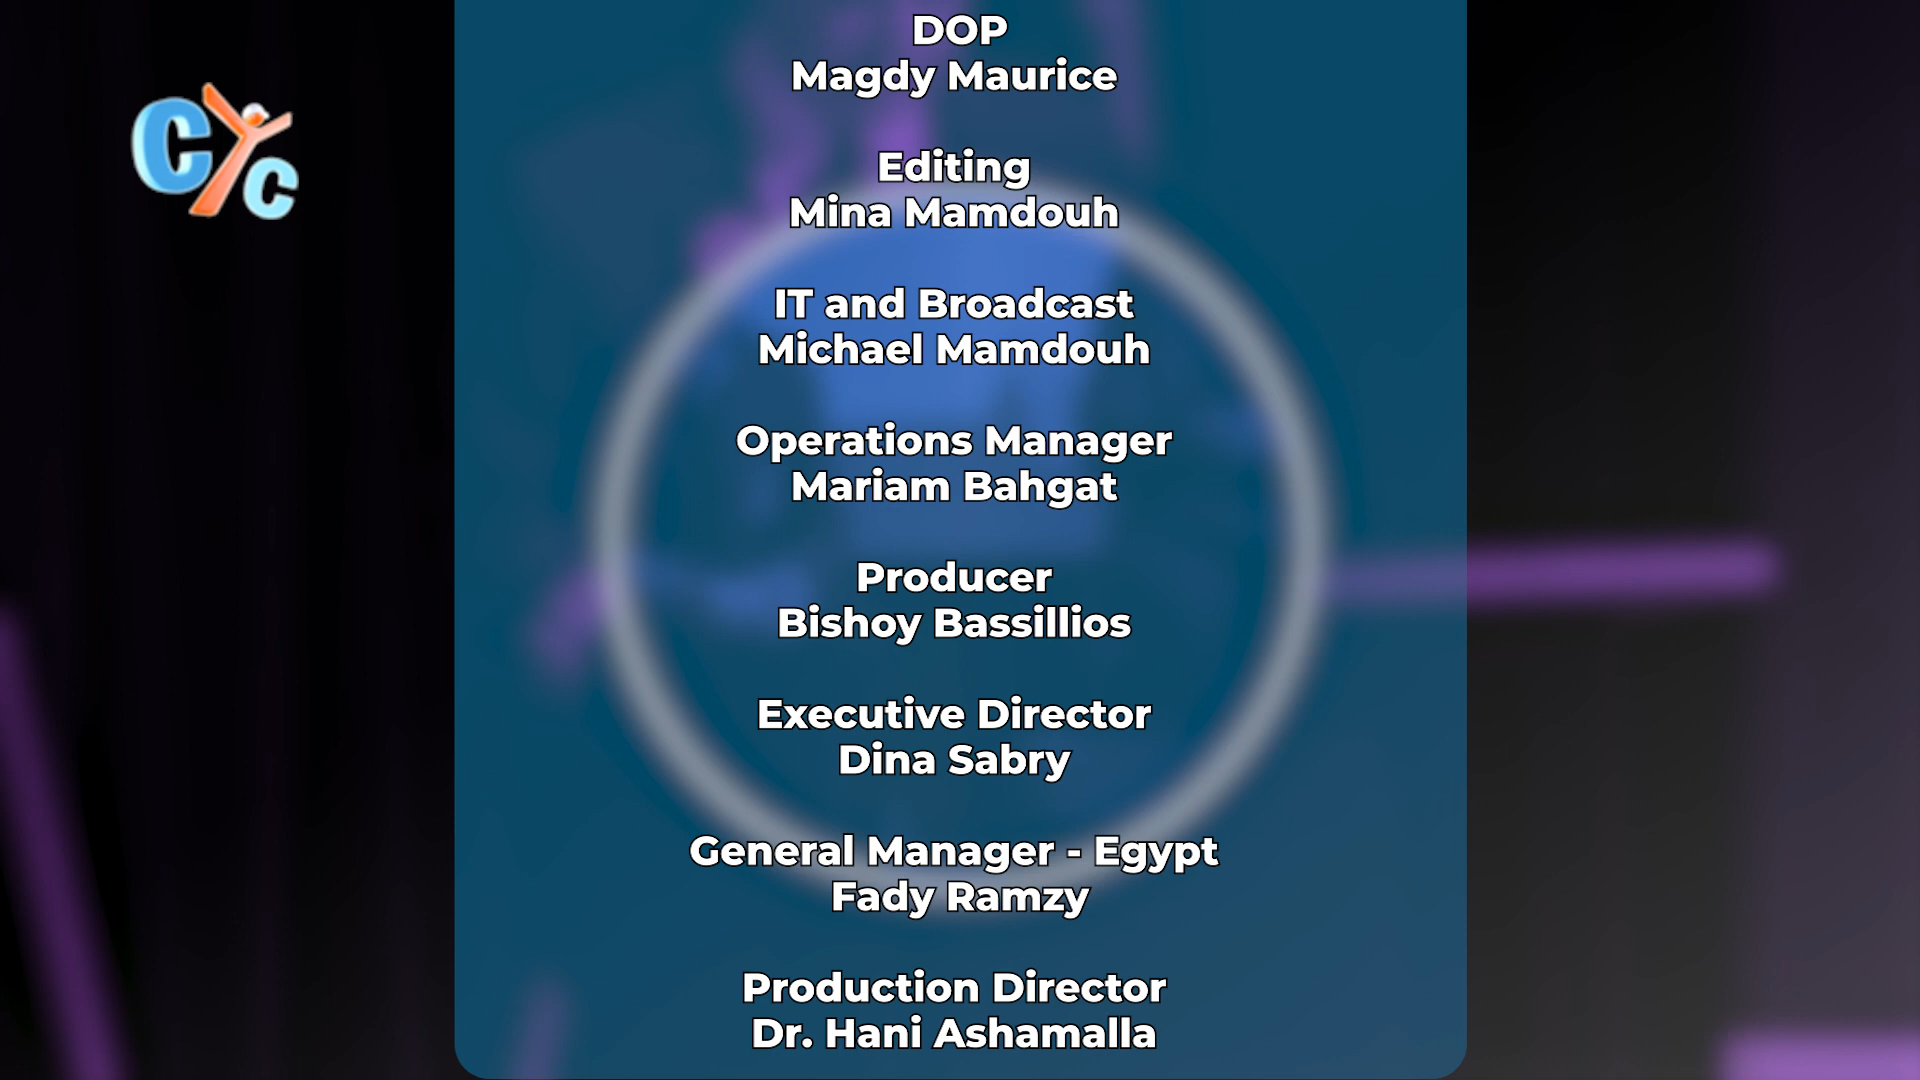 CYC
DOP
Magdy Maurice
Editing
Mina Mamdouh
IT and Broadcast
Michael Mamdouh
Operations Manager
Mariam Bahgat
Producer
Bishoy Bassillios
Executive Director
Dina Sabry
General Manager - Egypt
Fady Ramzy
Production Director
Dr. Hani Ashamalla